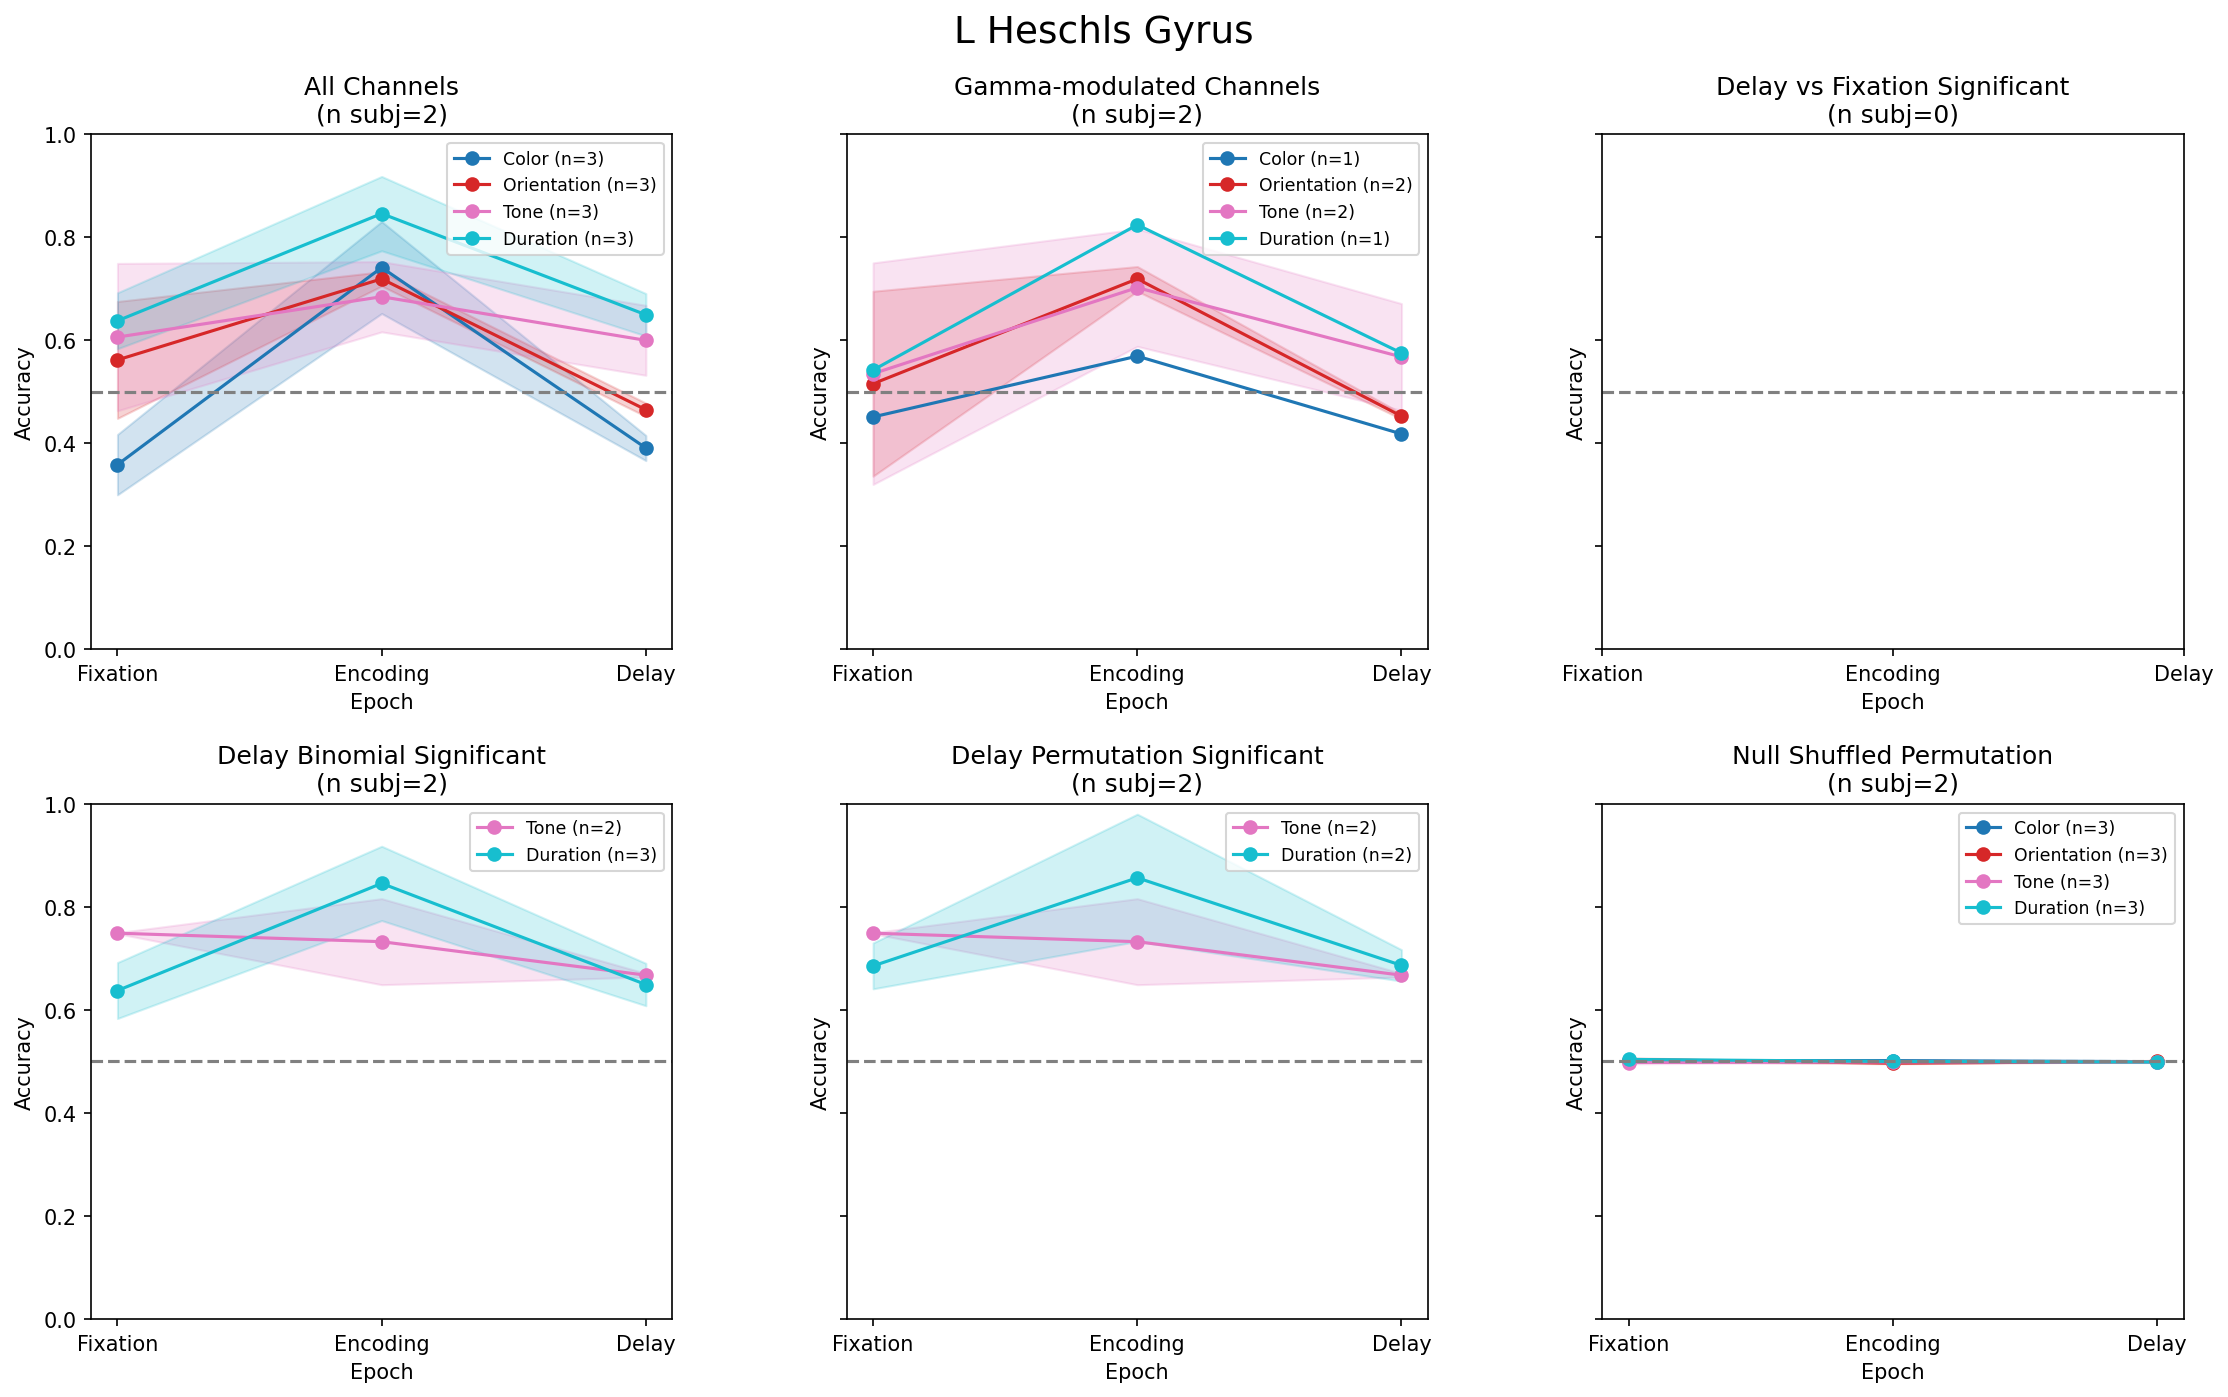 L Heschls Gyrus
All Channels
(n subj=2)
Gamma-modulated Channels
(n subj=2)
Delay vs Fixation Significant
(n subj=0)
1.0
0.8
0.6
0.4
0.2
0.0
Accuracy
Color (n=3)
Orientation (n=3)
Tone (n=3)
Duration (n=3)
Fixation
Encoding
Delay
Epoch
Accuracy
Color (n=1)
Orientation (n=2)
Tone (n=2)
Duration (n=1)
Fixation
Encoding
Delay
Epoch
Accuracy
Fixation
Encoding
Delay
Epoch
Delay Binomial Significant
(n subj=2)
Delay Permutation Significant
(n subj=2)
Null Shuffled Permutation
(n subj=2)
1.0
0.8
0.6
0.4
0.2
0.0
Accuracy
Tone (n=2)
Duration (n=3)
Fixation
Encoding
Delay
Epoch
Accuracy
Tone (n=2)
Duration (n=2)
Fixation
Encoding
Delay
Epoch
Accuracy
Color (n=3)
Orientation (n=3)
Tone (n=3)
Duration (n=3)
Fixation
Encoding
Delay
Epoch